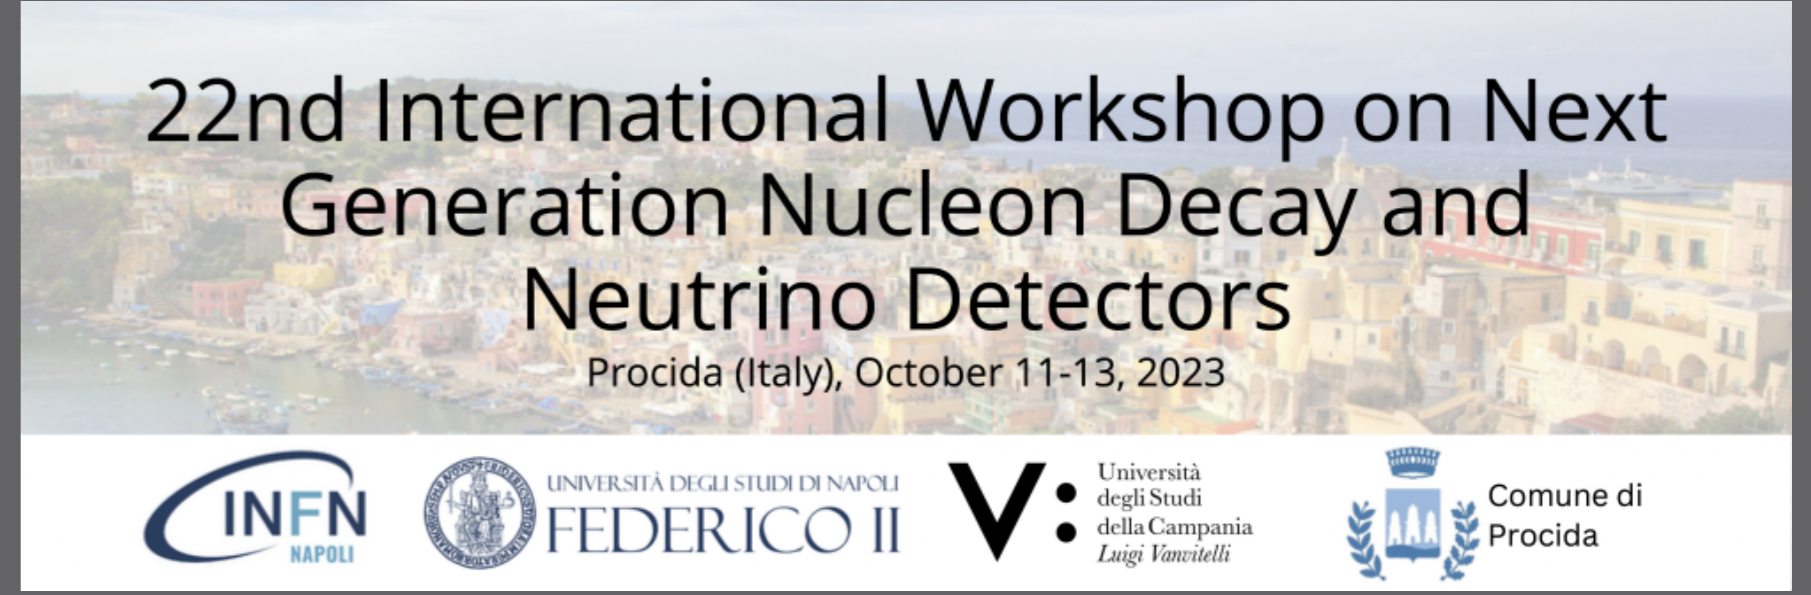 22nd International Workshop on Next
Generation Nucleon Decay and
Neutrino Detectors
Procida (Italy), October 11-13, 2023
INFN
NAPOLI
UNIVERSITÀ DEGLI STUDI DI NAPOLI
FEDERICO II
V:
Università
degli Studi
della Campania
Luigi Vanvitelli
Comune di
Procida